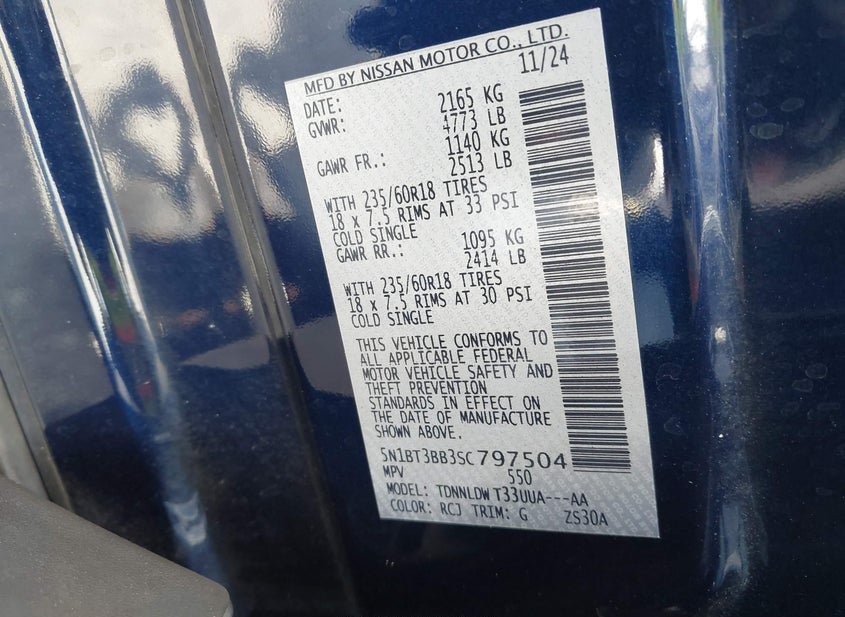 MFD BY NISSAN MOTOR CO., LTD.
DATE: 11/24
GVWR: 2165 KG
4773 LB
GAWR FR.: 1140 KG
2513 LB
WITH 235/60R18 TIRES
18 x 7.5 RIMS AT 33 PSI
COLD SINGLE
GAWR RR.: 1095 KG
2414 LB
WITH 235/60R18 TIRES
18 x 7.5 RIMS AT 30 PSI
COLD SINGLE
THIS VEHICLE CONFORMS TO
ALL APPLICABLE FEDERAL
MOTOR VEHICLE SAFETY AND
THEFT PREVENTION
STANDARDS IN EFFECT ON
THE DATE OF MANUFACTURE
SHOWN ABOVE.
5N1BT3BB3SC797504
MPV 550
MODEL: TDNNLDW T33UUA---AA
COLOR: RCJ TRIM: G ZS30A